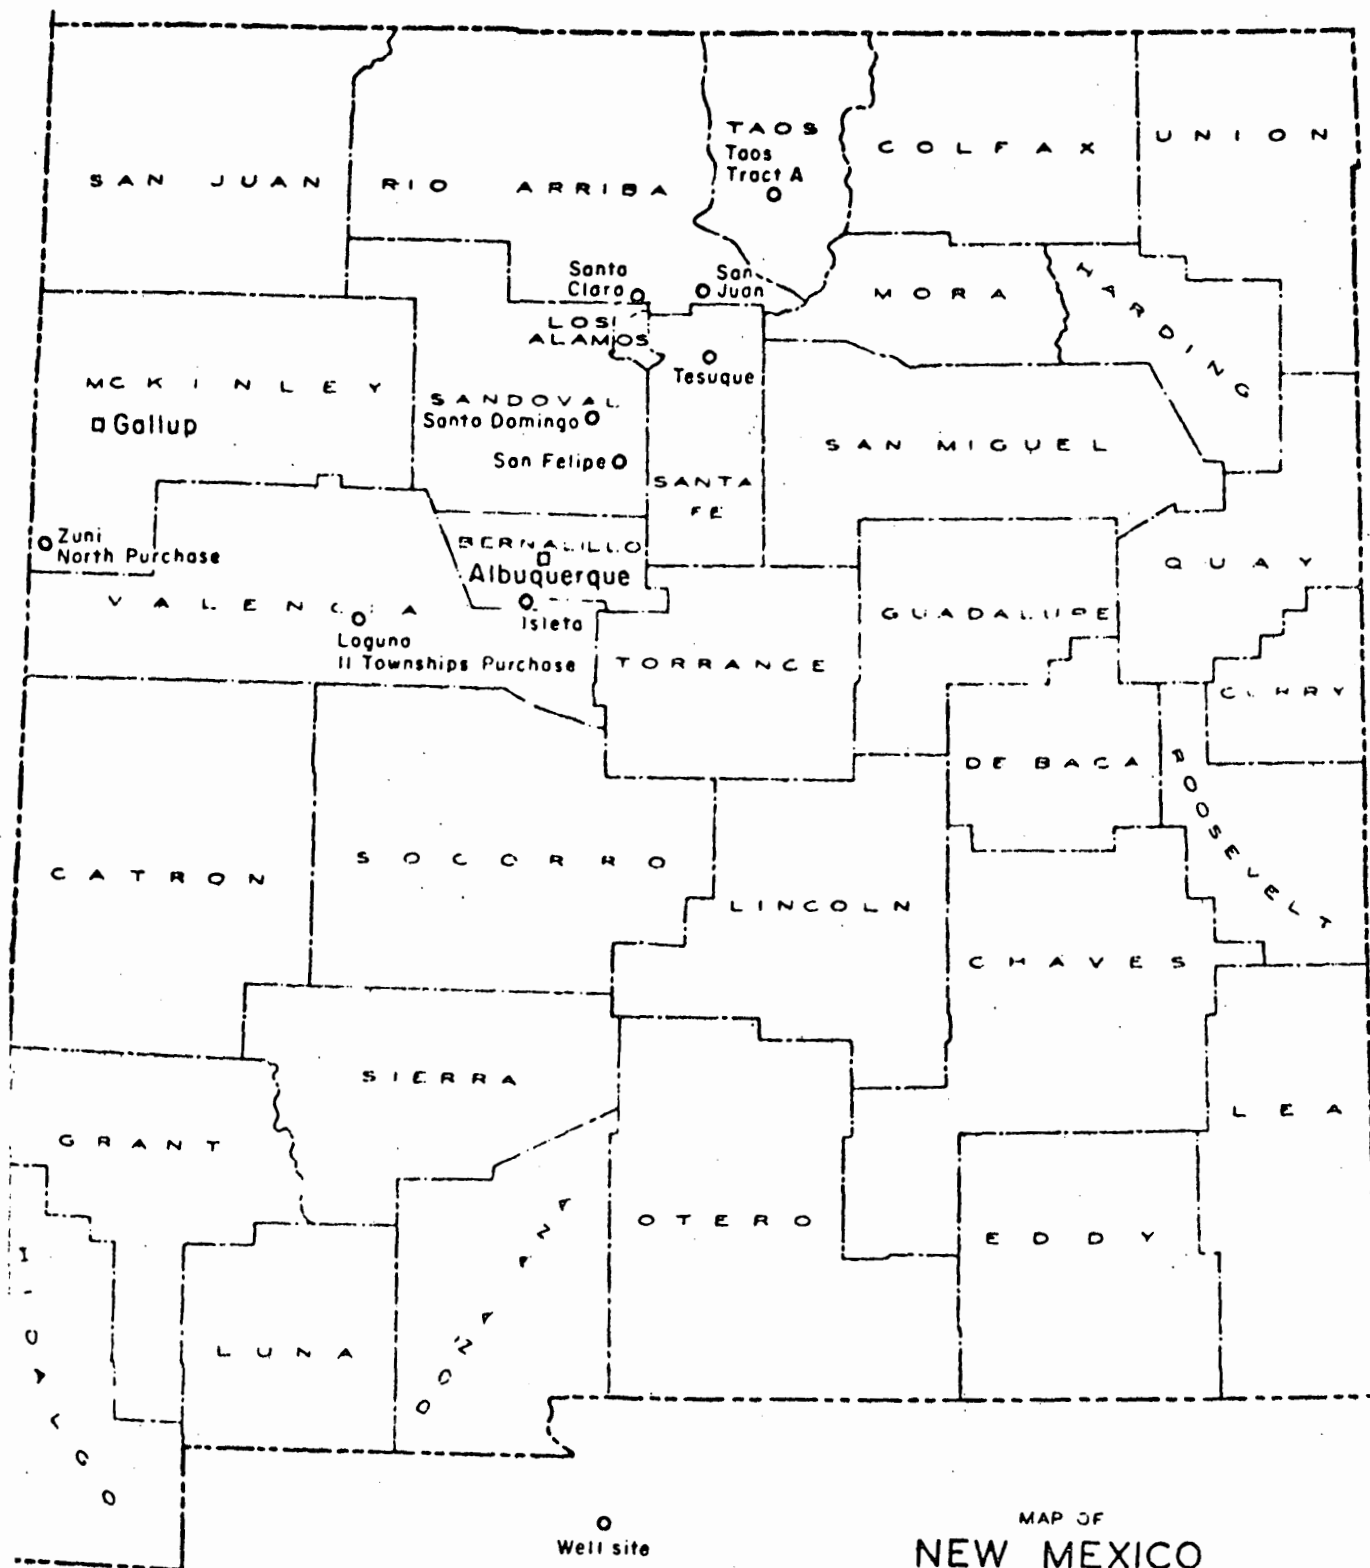 TAOS
Taos
Tract A
COLFAX
UNION
SAN JUAN
RIO ARRIBA
Santa
Clara
San
Juan
MORA
HARDING
LOS
ALAMOS
Tesuque
MCKINLEY
Gallup
SANDOVAL
Santo Domingo
San Felipe
SAN MIGUEL
SANTA
FE
Zuni
North Purchase
BERNALILLO
Albuquerque
QUAY
VALENCIA
Isleta
Laguna
11 Townships Purchase
GUADALUPE
TORRANCE
CURRY
DE BACA
ROOSEVELT
CATRON
SOCORRO
LINCOLN
CHAVES
SIERRA
LEA
GRANT
DONA ANA
OTERO
EDDY
HIDALGO
LUNA
Well site
MAP OF
NEW MEXICO